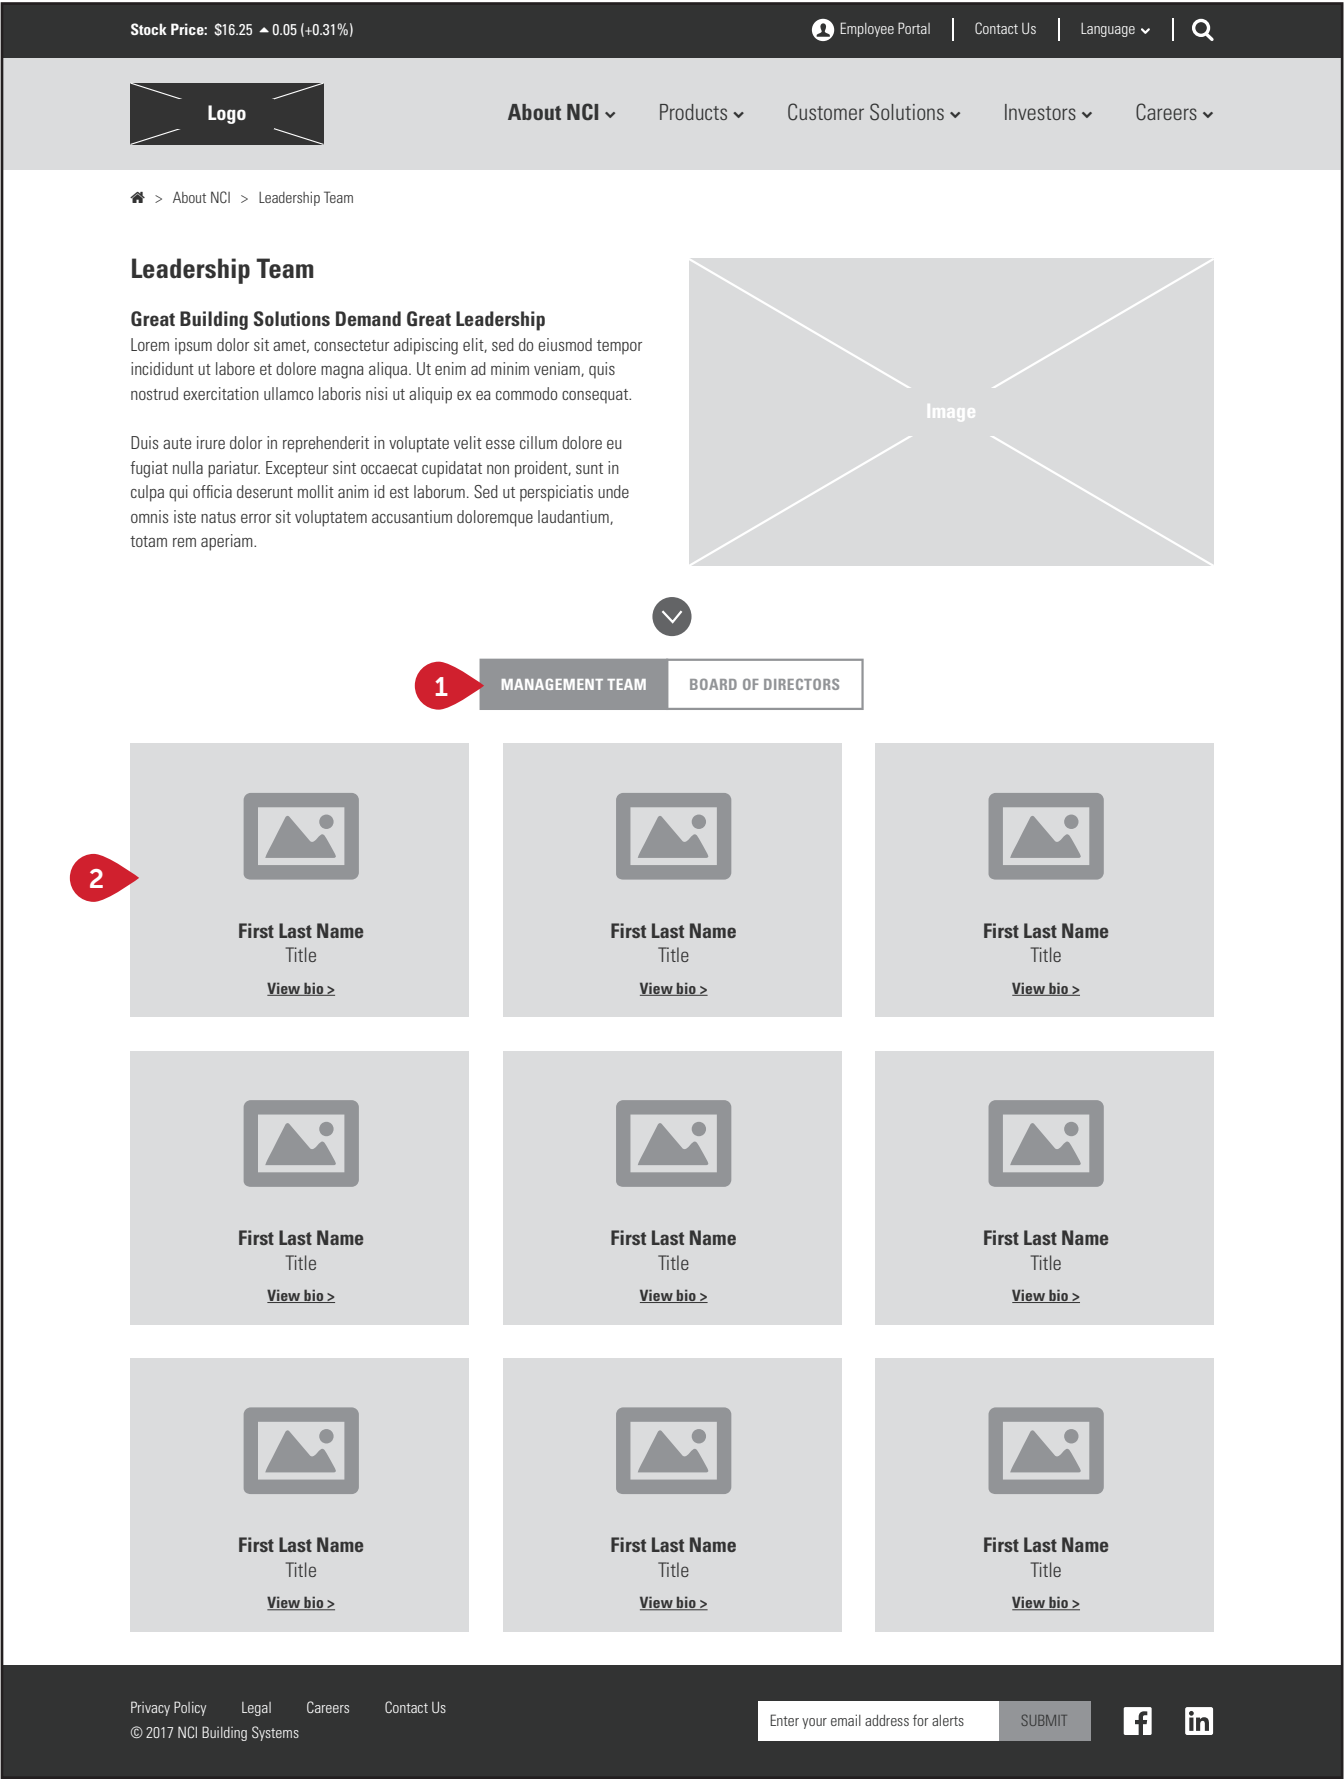 Stock Price: $16.25 0.05 (+0.31%)
Employee Portal
Contact Us
Language
Logo
About NCI
Products
Customer Solutions
Investors
Careers
> About NCI > Leadership Team
Leadership Team
Great Building Solutions Demand Great Leadership
Lorem ipsum dolor sit amet, consectetur adipiscing elit, sed do eiusmod tempor
incididunt ut labore et dolore magna aliqua. Ut enim ad minim veniam, quis
nostrud exercitation ullamco laboris nisi ut aliquip ex ea commodo consequat.
Duis aute irure dolor in reprehenderit in voluptate velit esse cillum dolore eu
fugiat nulla pariatur. Excepteur sint occaecat cupidatat non proident, sunt in
culpa qui officia deserunt mollit anim id est laborum. Sed ut perspiciatis unde
omnis iste natus error sit voluptatem accusantium doloremque laudantium,
totam rem aperiam.
Image
1
MANAGEMENT TEAM
BOARD OF DIRECTORS
2
First Last Name
Title
View bio >
First Last Name
Title
View bio >
First Last Name
Title
View bio >
First Last Name
Title
View bio >
First Last Name
Title
View bio >
First Last Name
Title
View bio >
First Last Name
Title
View bio >
First Last Name
Title
View bio >
First Last Name
Title
View bio >
Privacy Policy
Legal
Careers
Contact Us
© 2017 NCI Building Systems
Enter your email address for alerts
SUBMIT
f
in